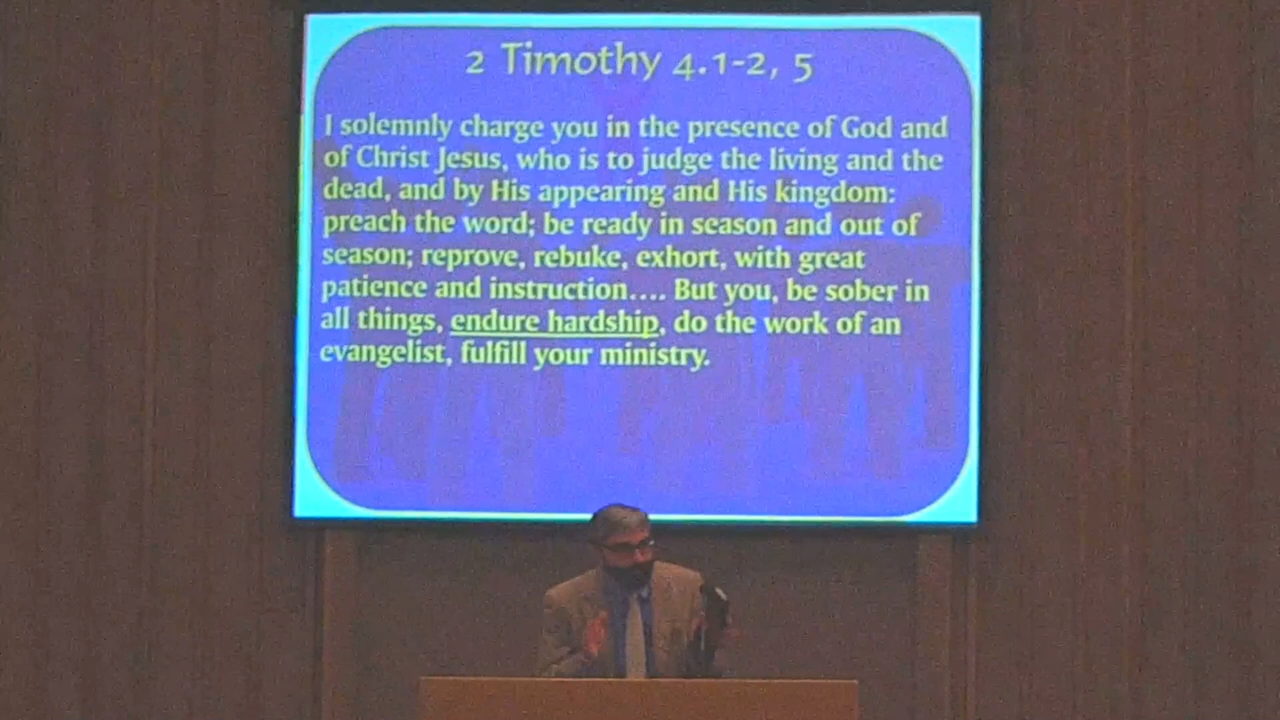 2 Timothy 4.1-2, 5
I solemnly charge you in the presence of God and
of Christ Jesus, who is to judge the living and the
dead, and by His appearing and His kingdom:
preach the word; be ready in season and out of
season; reprove, rebuke, exhort, with great
patience and instruction…. But you, be sober in
all things, endure hardship, do the work of an
evangelist, fulfill your ministry.